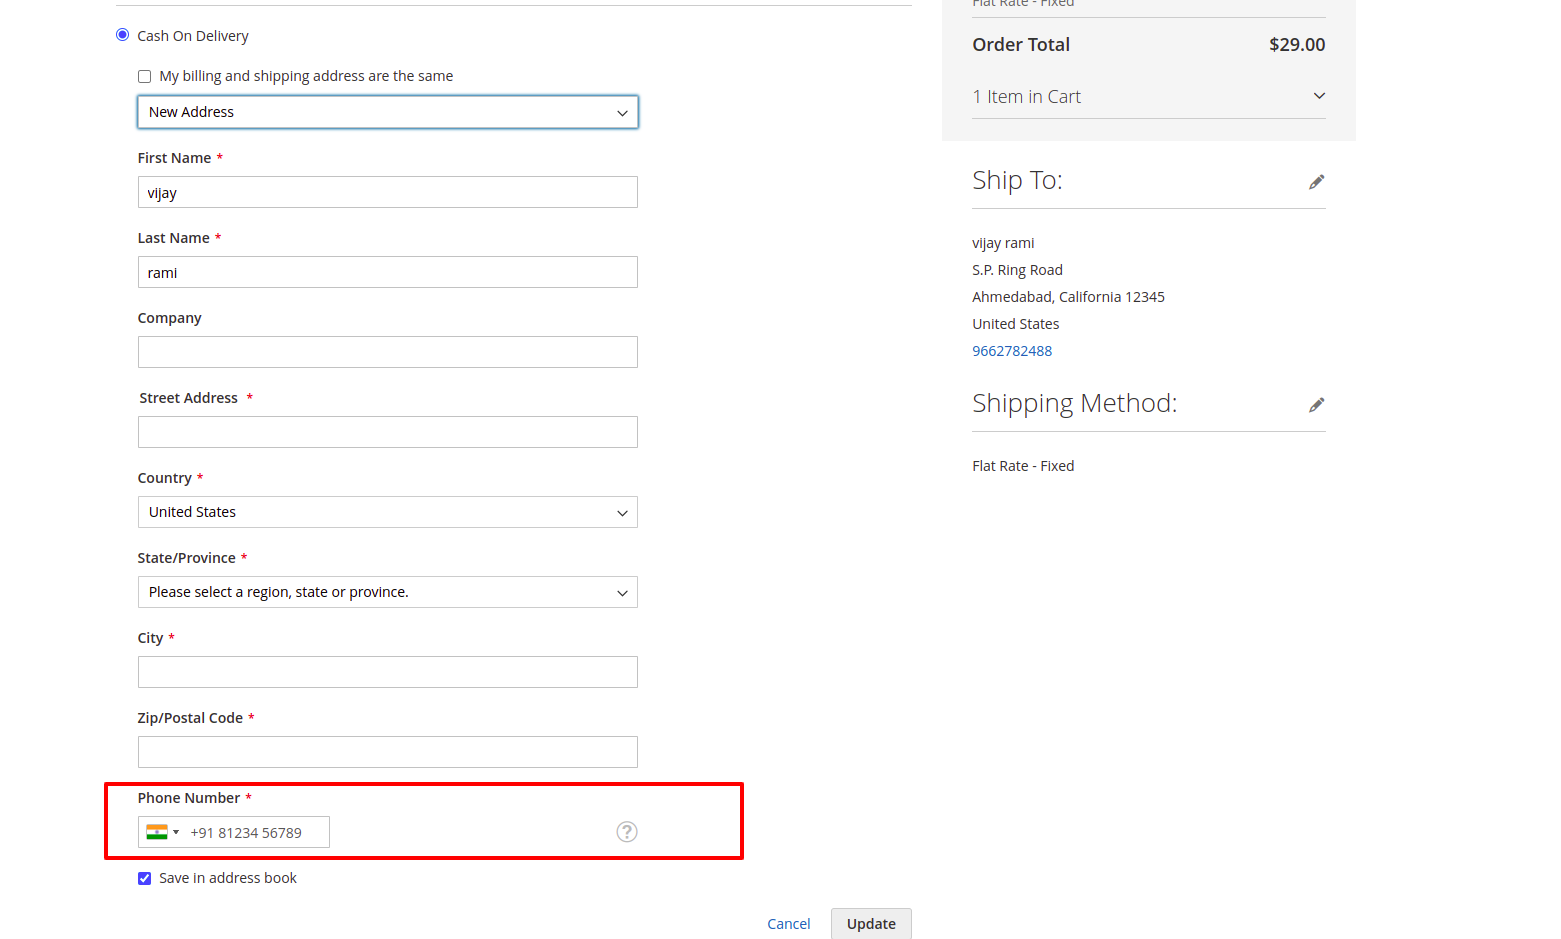 Cash On Delivery
My billing and shipping address are the same
New Address
First Name *
vijay
Last Name *
rami
Company
Street Address *
Country *
United States
State/Province *
Please select a region, state or province.
City *
Zip/Postal Code *
Phone Number *
+91 81234 56789
?
Save in address book
Cancel
Update
Flat Rate - Fixed
Order Total $29.00
1 Item in Cart
Ship To:
vijay rami
S.P. Ring Road
Ahmedabad, California 12345
United States
9662782488
Shipping Method:
Flat Rate - Fixed